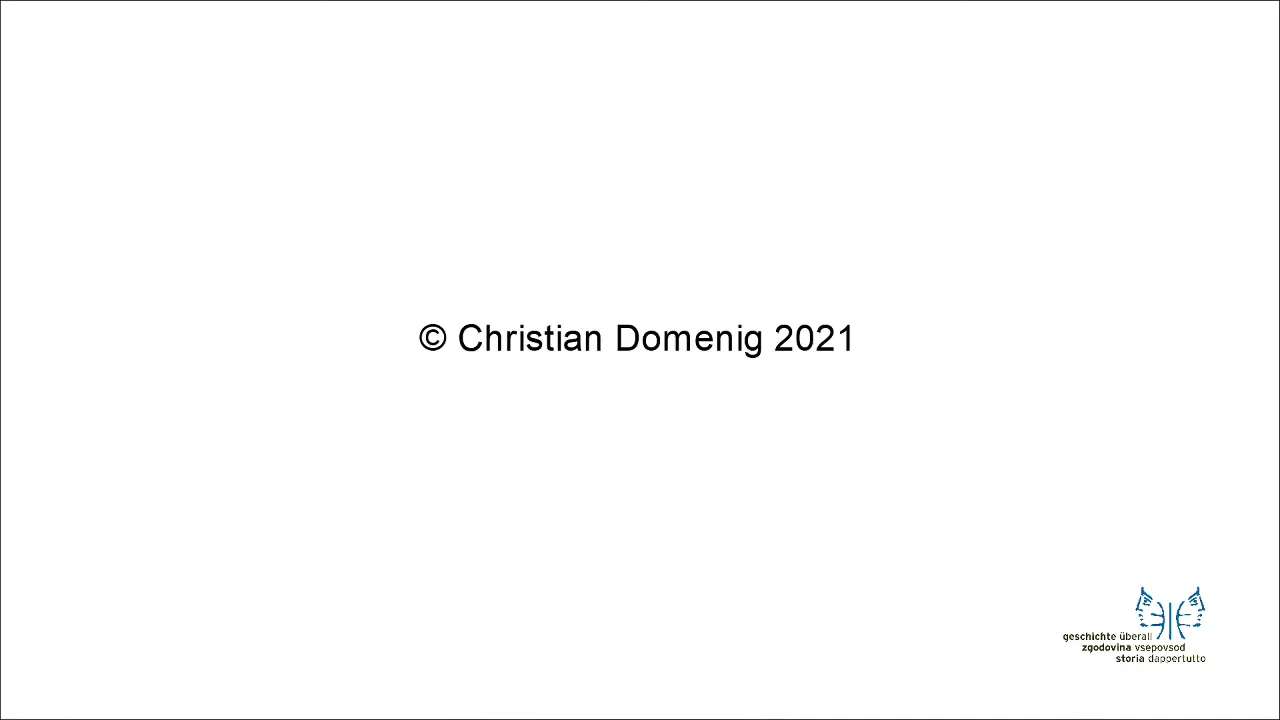 © Christian Domenig 2021
geschichte überall
zgodovina vsepovsod
storia dappertutto